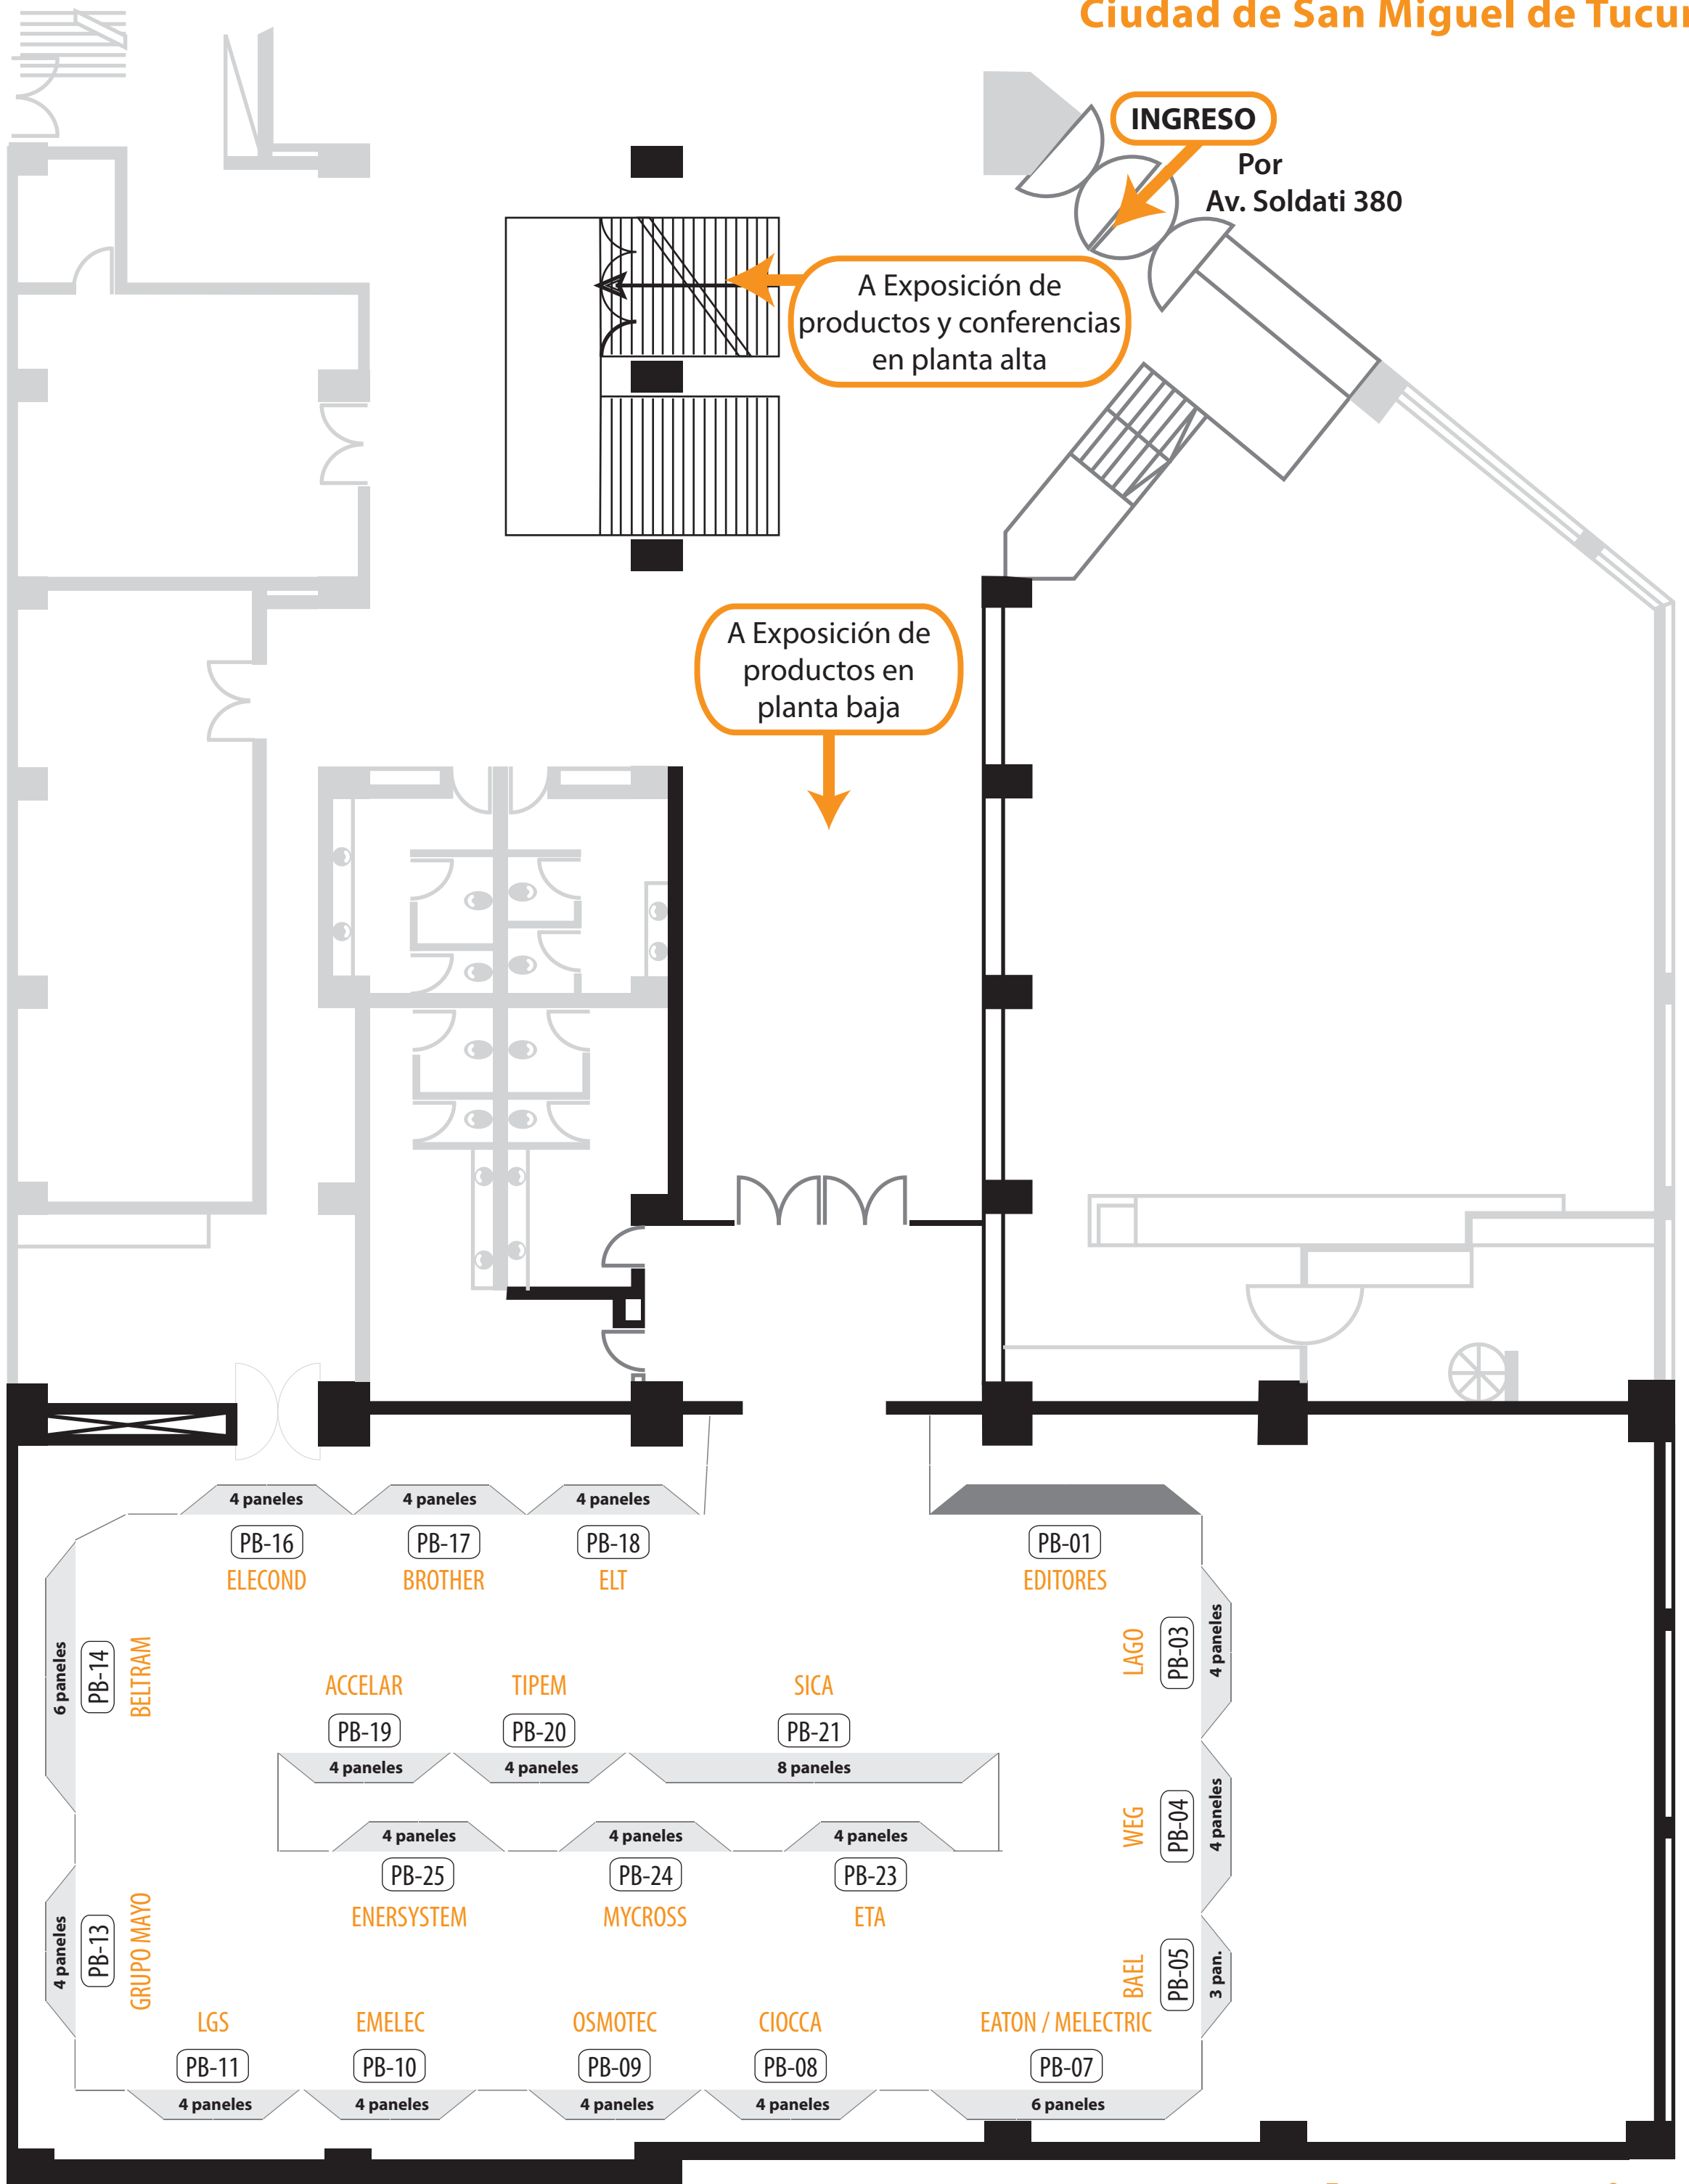 Ciudad de San Miguel de Tucu
INGRESO
Por
Av. Soldati 380
A Exposición de
productos y conferencias
en planta alta
A Exposición de
productos en
planta baja
4 paneles
4 paneles
4 paneles
PB-16
PB-17
PB-18
PB-01
ELECOND
BROTHER
ELT
EDITORES
6 paneles
PB-14
BELTRAM
LAGO
PB-03
4 paneles
ACCELAR
TIPEM
SICA
PB-19
PB-20
PB-21
4 paneles
4 paneles
8 paneles
WEG
PB-04
4 paneles
4 paneles
4 paneles
4 paneles
PB-25
PB-24
PB-23
ENERSYSTEM
MYCROSS
ETA
4 paneles
PB-13
GRUPO MAYO
BAEL
PB-05
3 pan.
LGS
EMELEC
OSMOTEC
CIOCCA
EATON / MELECTRIC
PB-11
PB-10
PB-09
PB-08
PB-07
4 paneles
4 paneles
4 paneles
4 paneles
6 paneles